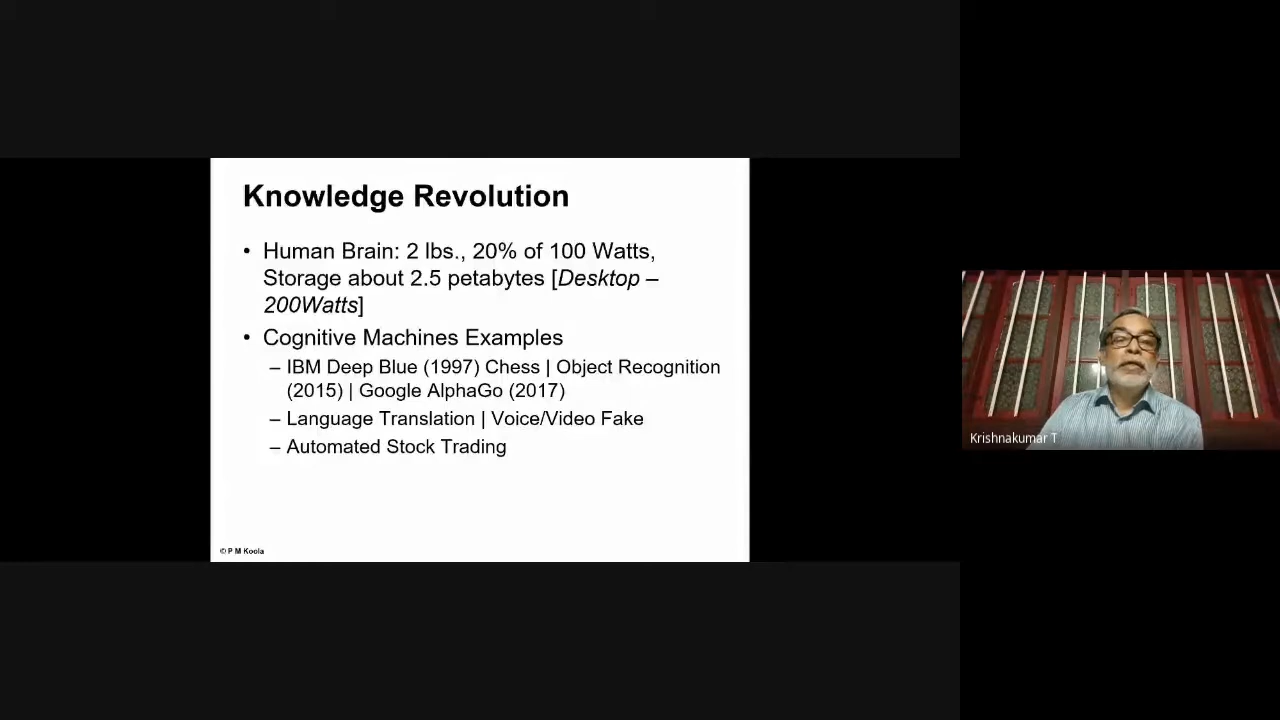 Knowledge Revolution
• Human Brain: 2 lbs., 20% of 100 Watts,
Storage about 2.5 petabytes [Desktop –
200Watts]
• Cognitive Machines Examples
– IBM Deep Blue (1997) Chess | Object Recognition
(2015) | Google AlphaGo (2017)
– Language Translation | Voice/Video Fake
– Automated Stock Trading
© P M Koola
Krishnakumar T